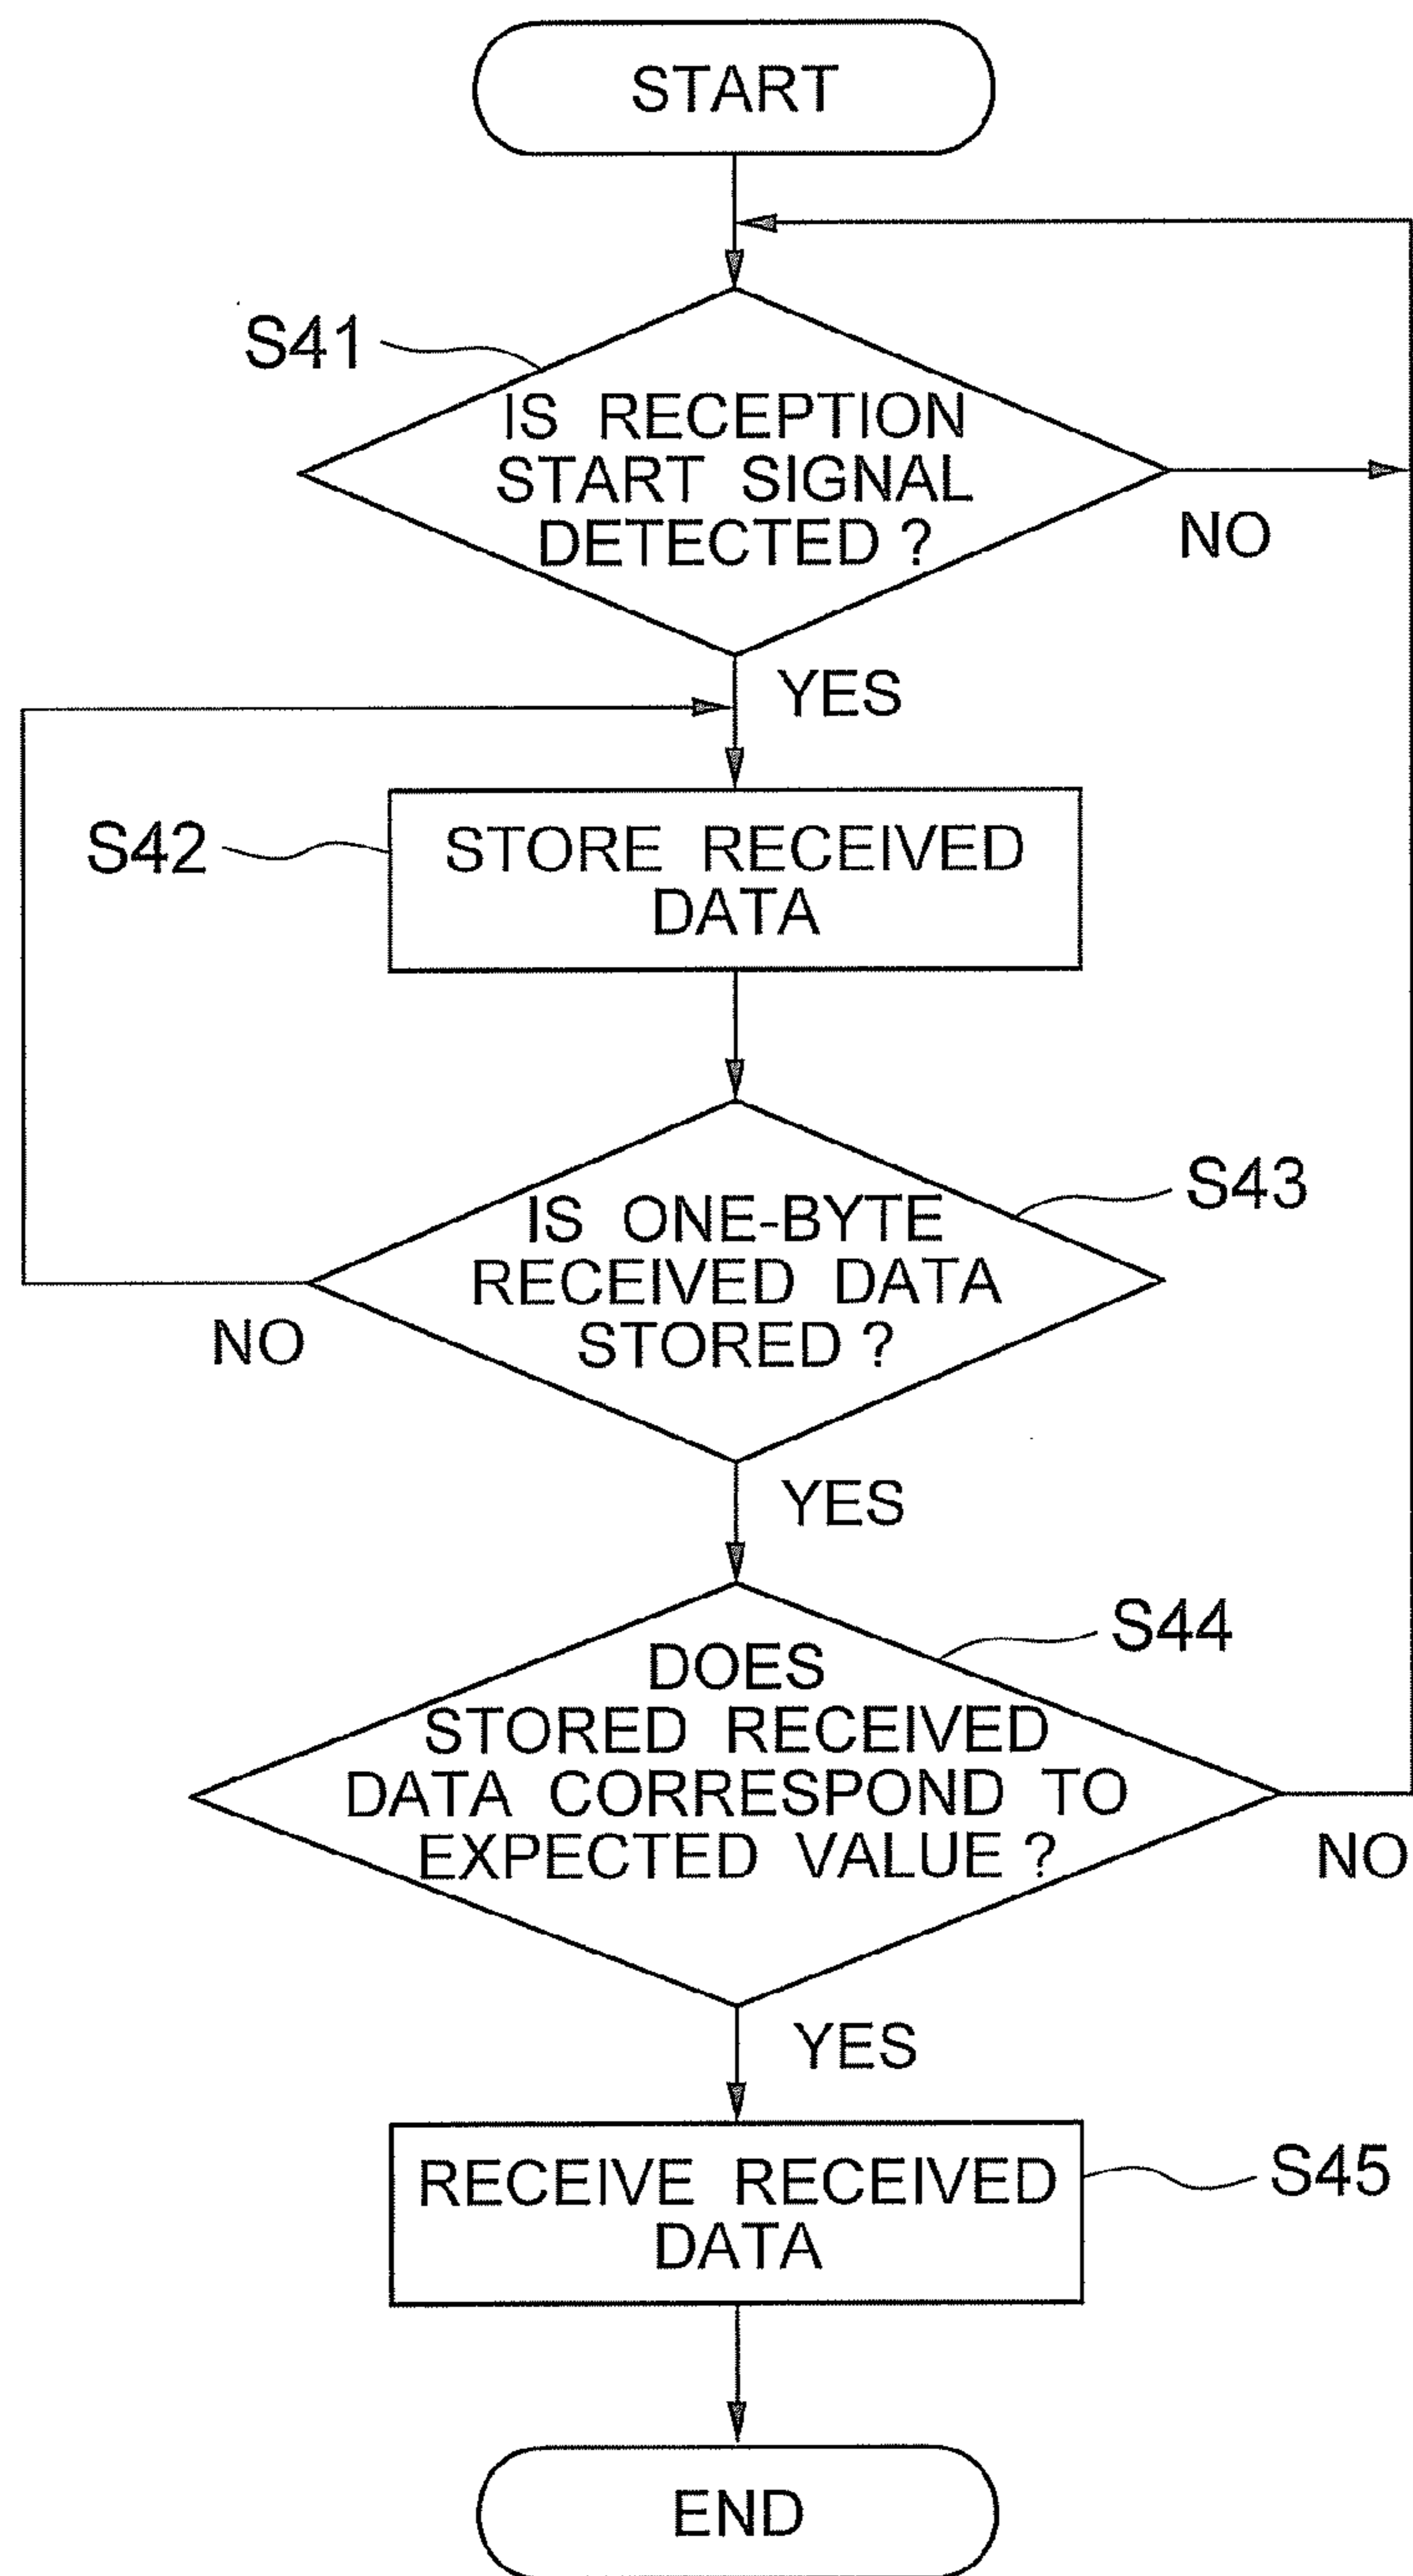 START
S41
IS RECEPTION
START SIGNAL
DETECTED ?
NO
YES
S42
STORE RECEIVED
DATA
S43
IS ONE-BYTE
RECEIVED DATA
STORED ?
NO
YES
S44
DOES
STORED RECEIVED
DATA CORRESPOND TO
EXPECTED VALUE ?
NO
YES
RECEIVE RECEIVED
DATA
S45
END